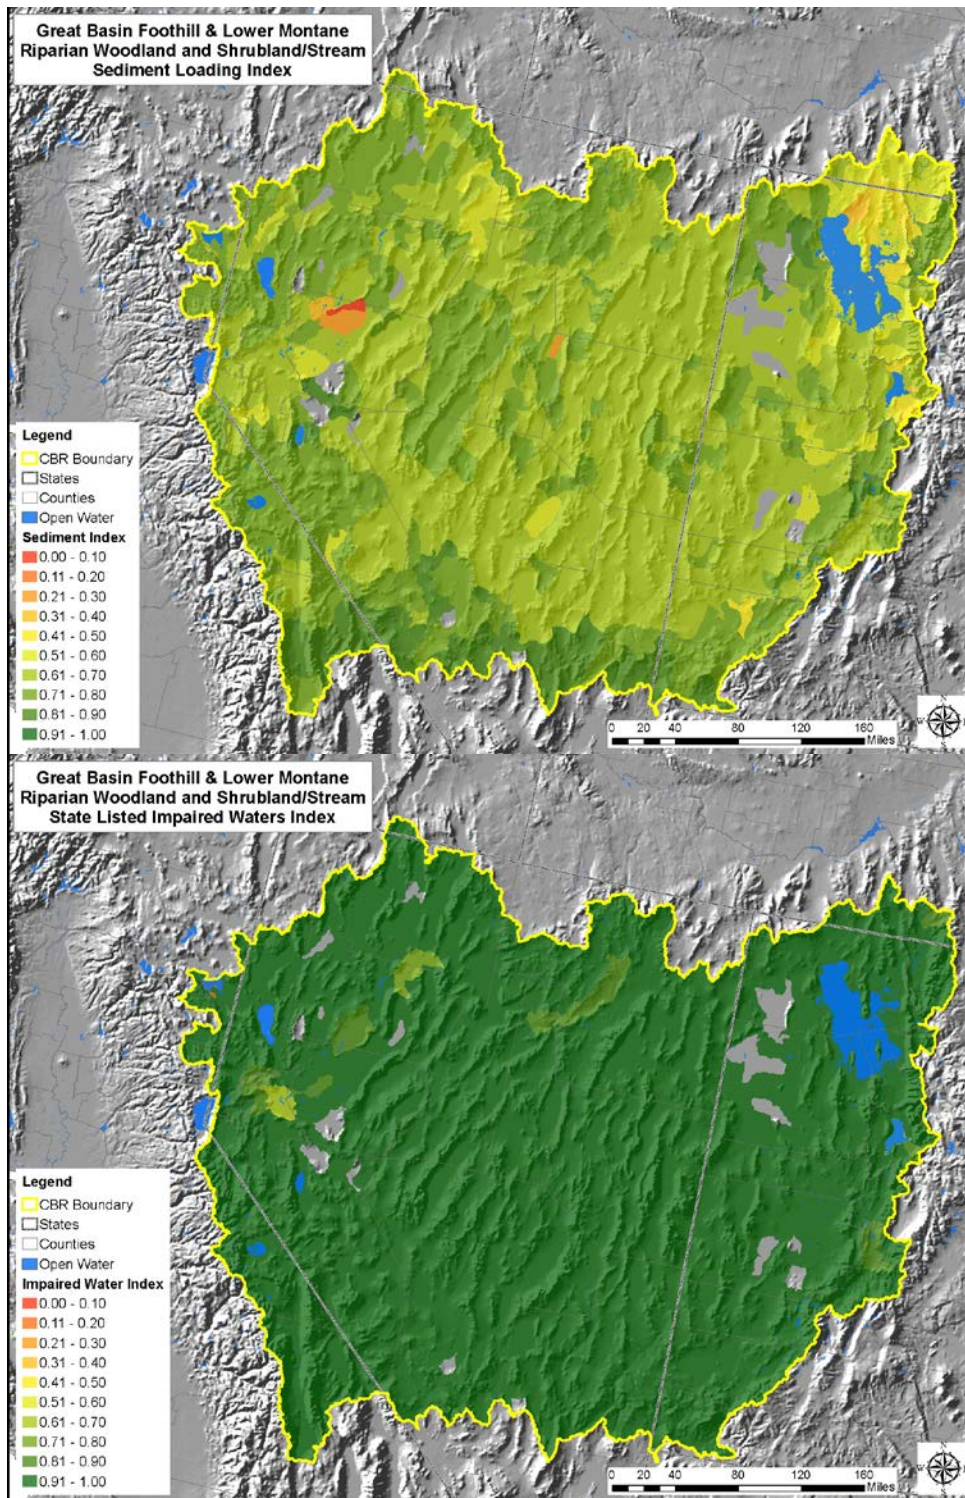 Great Basin Foothill & Lower Montane
Riparian Woodland and Shrubland/Stream
Sediment Loading Index
Legend
CBR Boundary
States
Counties
Open Water
Sediment Index
0.00 - 0.10
0.11 - 0.20
0.21 - 0.30
0.31 - 0.40
0.41 - 0.50
0.51 - 0.60
0.61 - 0.70
0.71 - 0.80
0.81 - 0.90
0.91 - 1.00
N
W
0 20 40 80 120 160
Miles
Great Basin Foothill & Lower Montane
Riparian Woodland and Shrubland/Stream
State Listed Impaired Waters Index
Legend
CBR Boundary
States
Counties
Open Water
Impaired Water Index
0.00 - 0.10
0.11 - 0.20
0.21 - 0.30
0.31 - 0.40
0.41 - 0.50
0.51 - 0.60
0.61 - 0.70
0.71 - 0.80
0.81 - 0.90
0.91 - 1.00
N
W
0 20 40 80 120 160
Miles